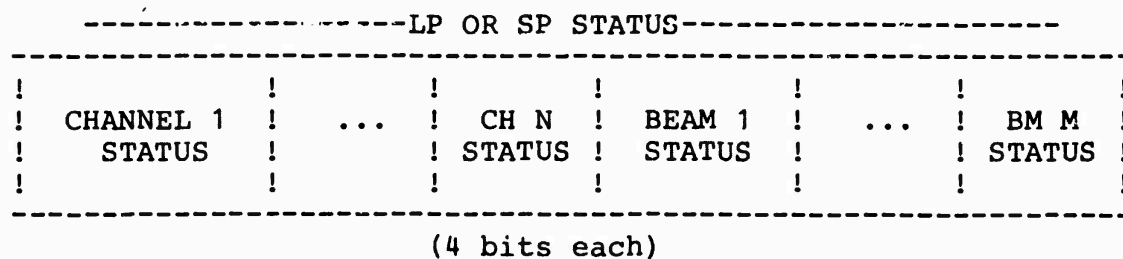 --------------------LP OR SP STATUS---------------------
--------------------------------------------------------------
! ! ! ! ! ! !
! CHANNEL 1 ! ... ! CH N ! BEAM 1 ! ... ! BM M !
! STATUS ! ! STATUS ! STATUS ! ! STATUS !
! ! ! ! ! ! !
--------------------------------------------------------------
(4 bits each)